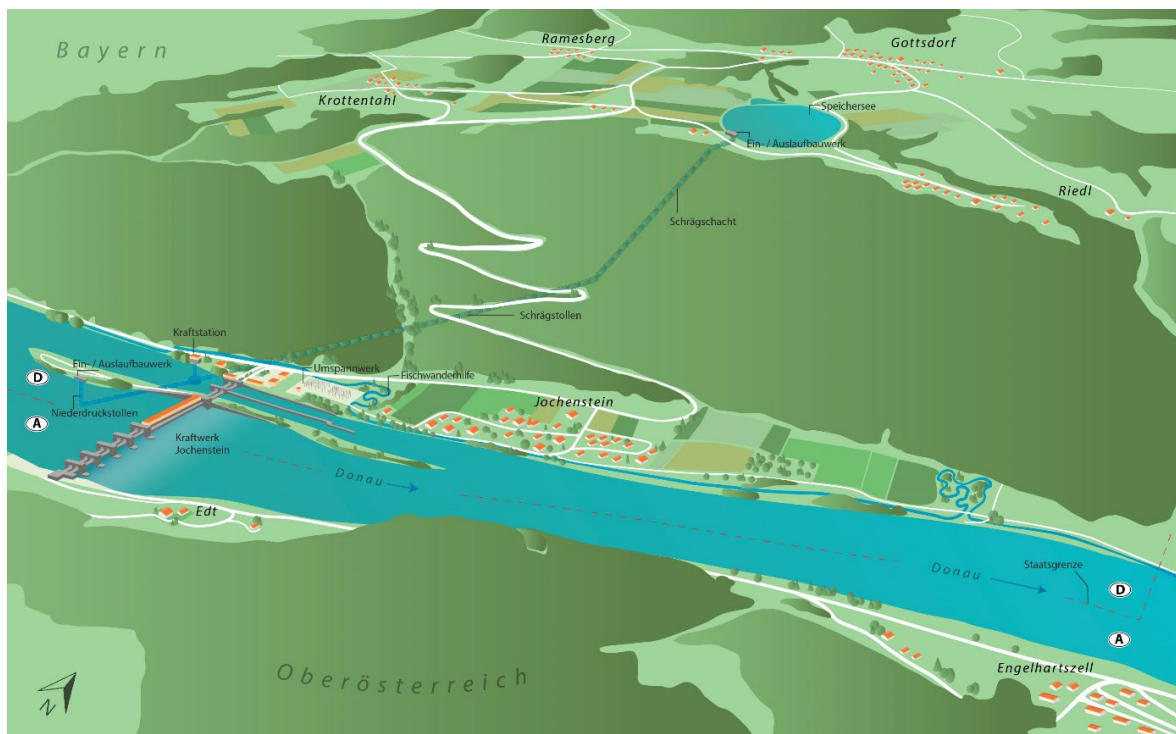 Bayern
Ramesberg
Gottsdorf
Krottentahl
Speichersee
Ein- / Auslaufbauwerk
Riedl
Schrägschacht
Schrägstollen
Kraftstation
Ein- / Auslaufbauwerk
Umspannwerk
Fischwanderhilfe
D
Niederdruckstollen
Jochenstein
A
Kraftwerk
Jochenstein
Donau
Edt
Donau
Staatsgrenze
D
A
Engelhartszell
Oberösterreich
N